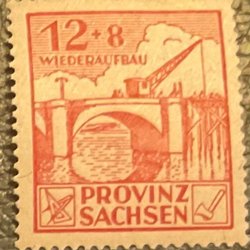 12+8
WIEDERAUFBAU
PROVINZ
SACHSEN